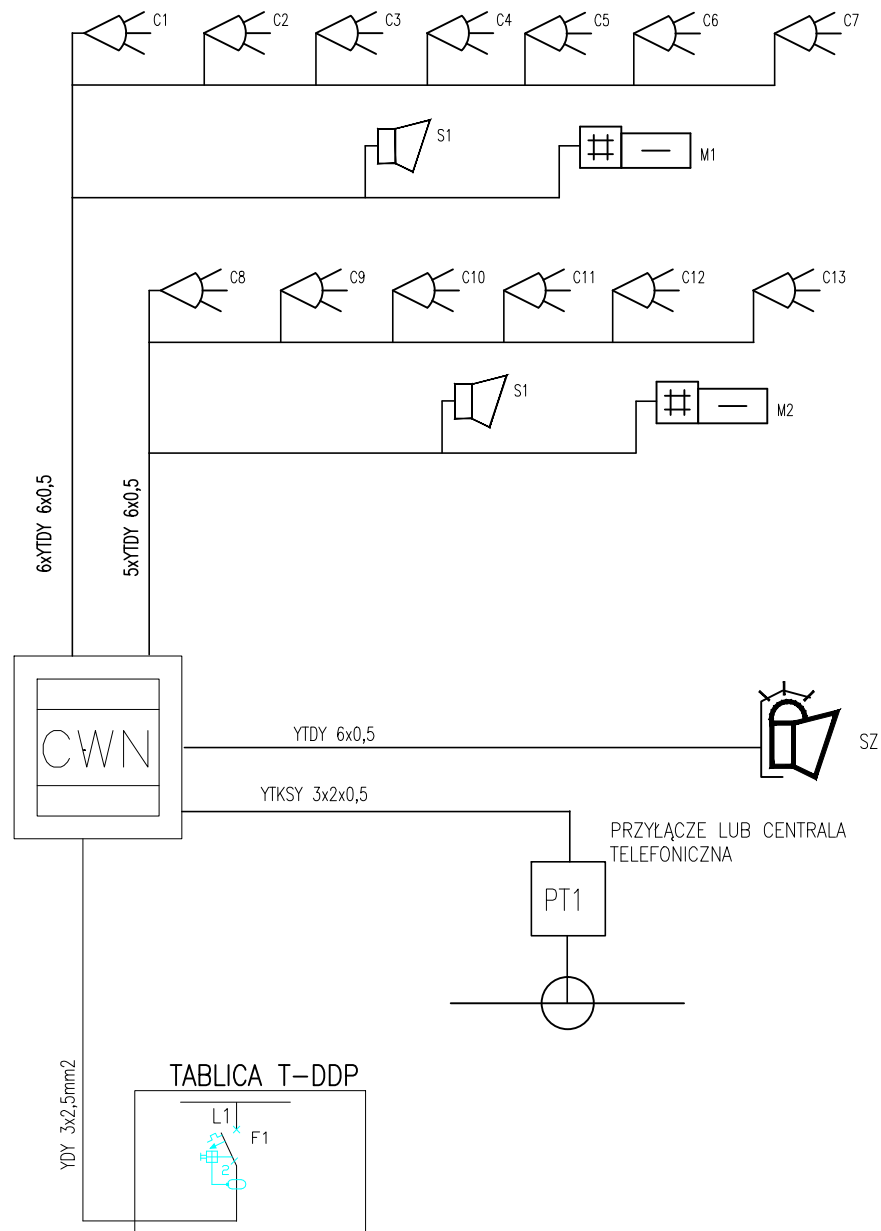 C1
C2
C3
C4
C5
C6
C7
S1
M1
C8
C9
C10
C11
C12
C13
S1
M2
6xYTDY 6x0,5
5xYTDY 6x0,5
CWN
YTDY 6x0,5
SZ
YTKSY 3x2x0,5
PRZYŁĄCZE LUB CENTRALA
TELEFONICZNA
PT1
YDY 3x2,5mm2
TABLICA T-DDP
L1
F1
2